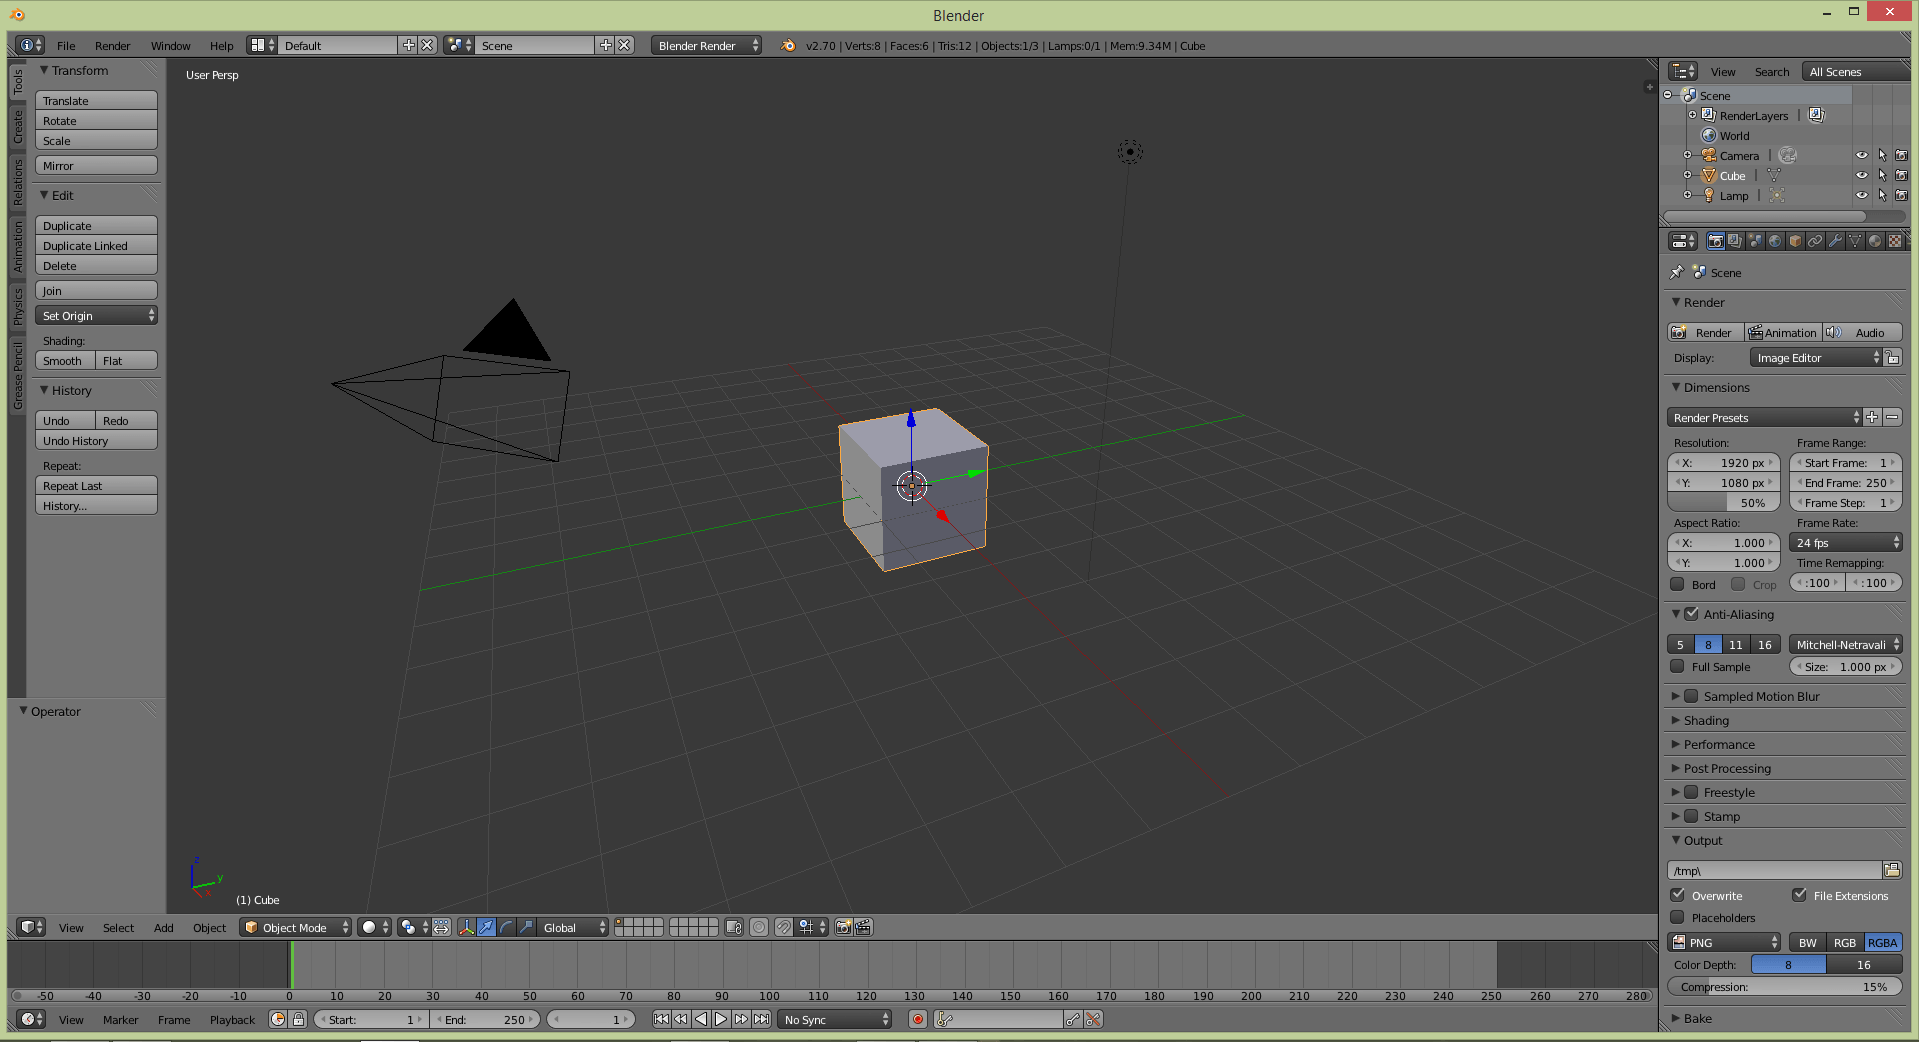 Blender
File Render Window Help Default Scene Blender Render v2.70 | Verts:8 | Faces:6 | Tris:12 | Objects:1/3 | Lamps:0/1 | Mem:9.34M | Cube
Tools
Create
Relations
Animation
Physics
Grease Pencil
Transform
Translate
Rotate
Scale
Mirror
Edit
Duplicate
Duplicate Linked
Delete
Join
Set Origin
Shading:
Smooth Flat
History
Undo Redo
Undo History
Repeat:
Repeat Last
History...
Operator
User Persp
z
y
x
(1) Cube
View Select Add Object Object Mode Global
-50 -40 -30 -20 -10 0 10 20 30 40 50 60 70 80 90 100 110 120 130 140 150 160 170 180 190 200 210 220 230 240 250 260 270 280
View Marker Frame Playback Start: 1 End: 250 1 No Sync
View Search All Scenes
Scene
RenderLayers |
World
Camera |
Cube |
Lamp |
Scene
Render
Render Animation Audio
Display: Image Editor
Dimensions
Render Presets
Resolution: Frame Range:
X: 1920 px Start Frame: 1
Y: 1080 px End Frame: 250
50% Frame Step: 1
Aspect Ratio: Frame Rate:
X: 1.000 24 fps
Y: 1.000 Time Remapping:
Bord Crop :100 :100
Anti-Aliasing
5 8 11 16 Mitchell-Netravali
Full Sample Size: 1.000 px
Sampled Motion Blur
Shading
Performance
Post Processing
Freestyle
Stamp
Output
/tmp\
Overwrite File Extensions
Placeholders
PNG BW RGB RGBA
Color Depth: 8 16
Compression: 15%
Bake